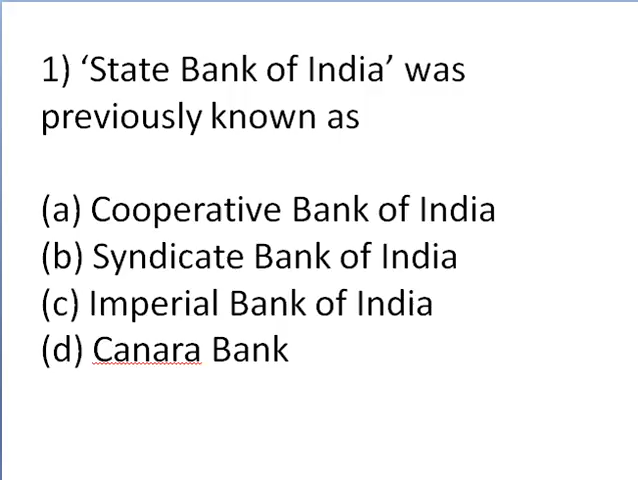 1) ‘State Bank of India’ was
previously known as
(a) Cooperative Bank of India
(b) Syndicate Bank of India
(c) Imperial Bank of India
(d) Canara Bank